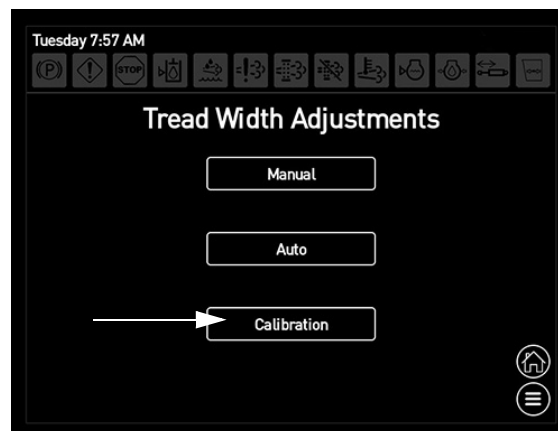 Tuesday 7:57 AM
STOP
Tread Width Adjustments
Manual
Auto
Calibration